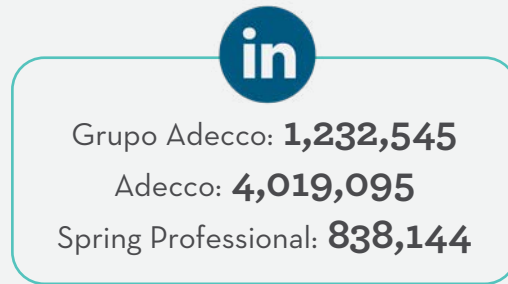 in
Grupo Adecco: 1,232,545
Adecco: 4,019,095
Spring Professional: 838,144